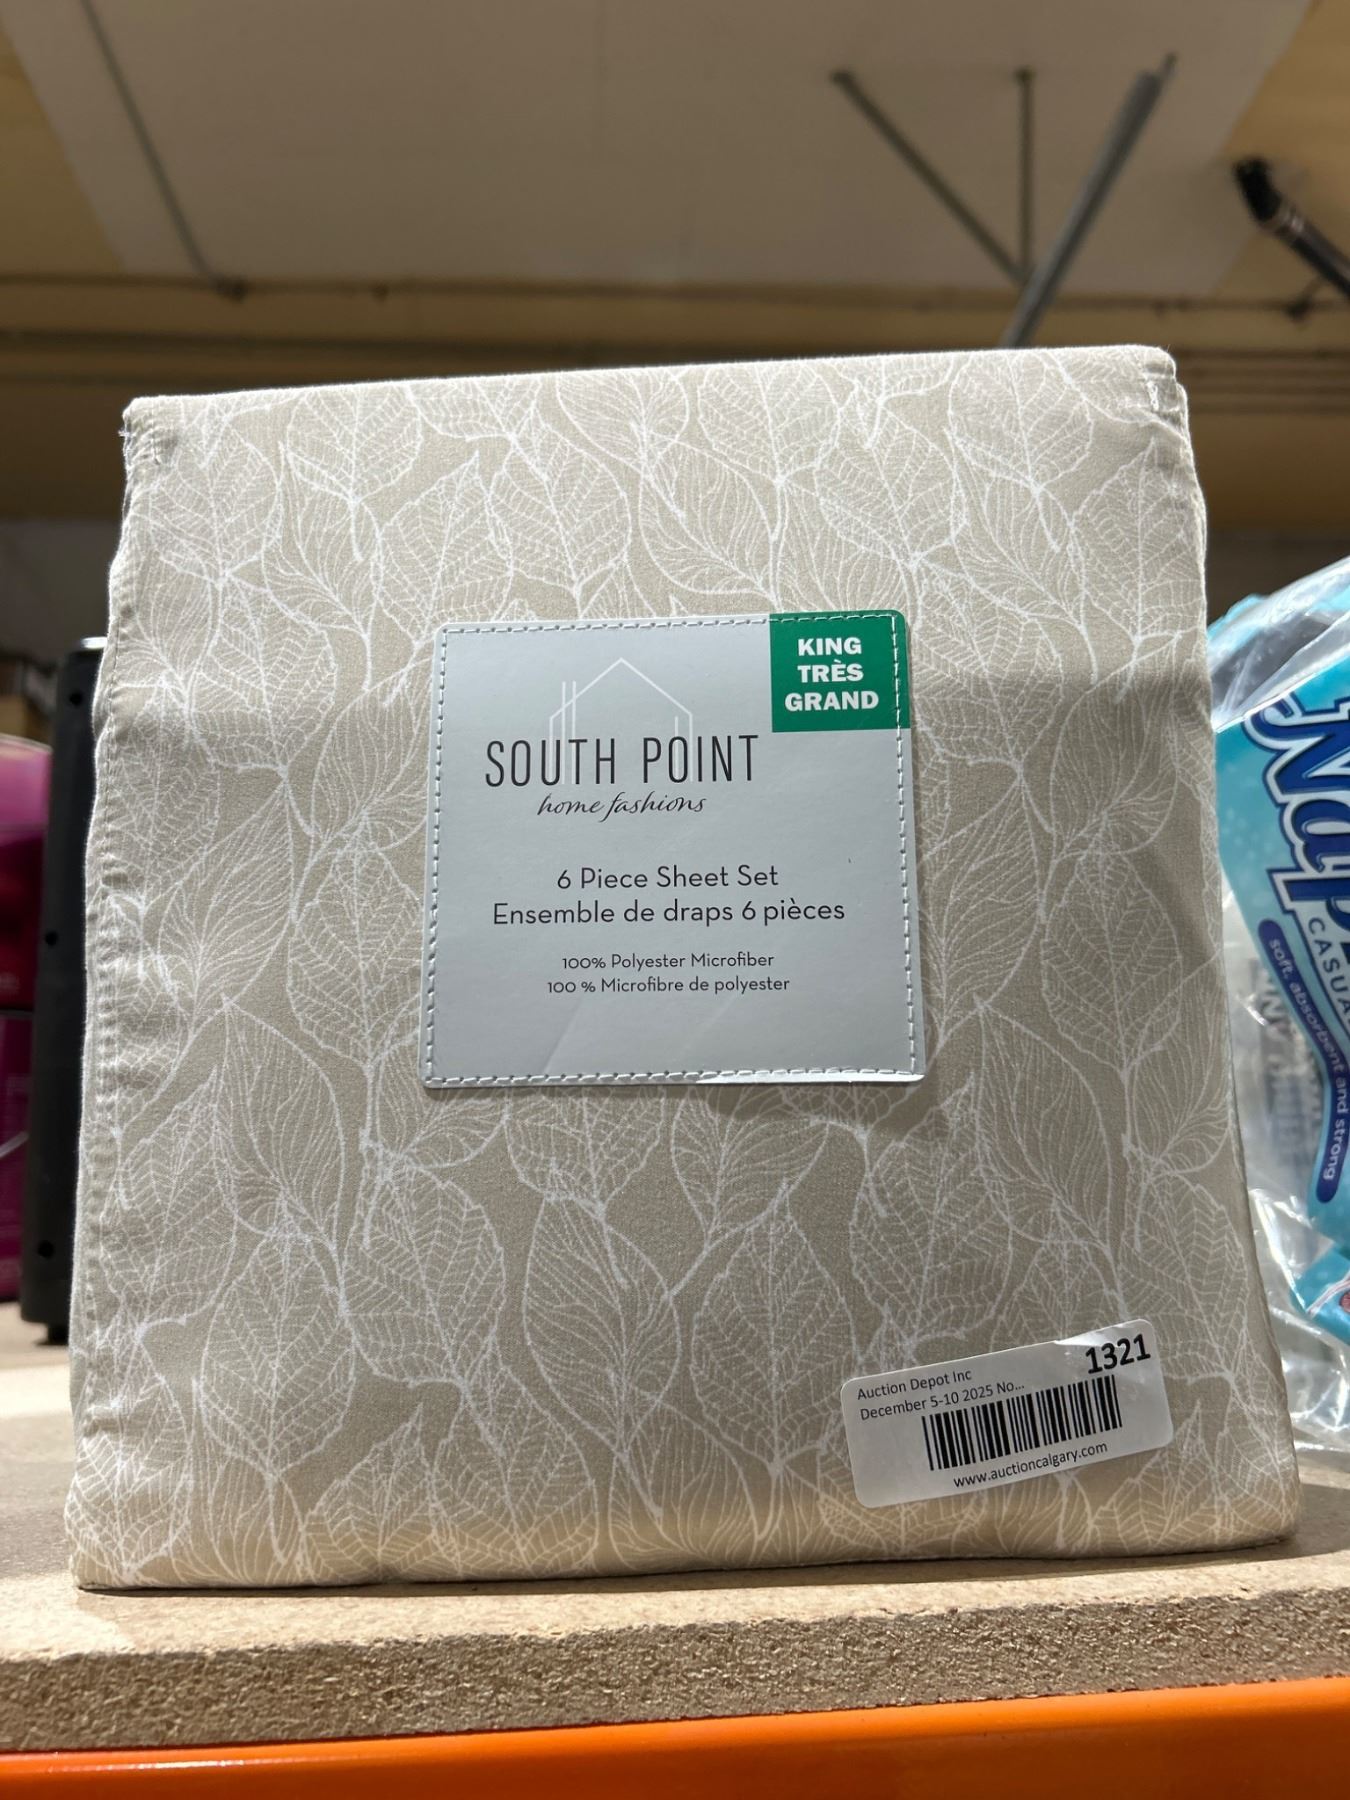 KING
TRÈS
GRAND
SOUTH POINT
home fashions
6 Piece Sheet Set
Ensemble de draps 6 pièces
100% Polyester Microfiber
100 % Microfibre de polyester
1321
Auction Depot Inc
December 5-10 2025 No...
www.auctioncalgary.com
CASUA
soft, absorbent and strong